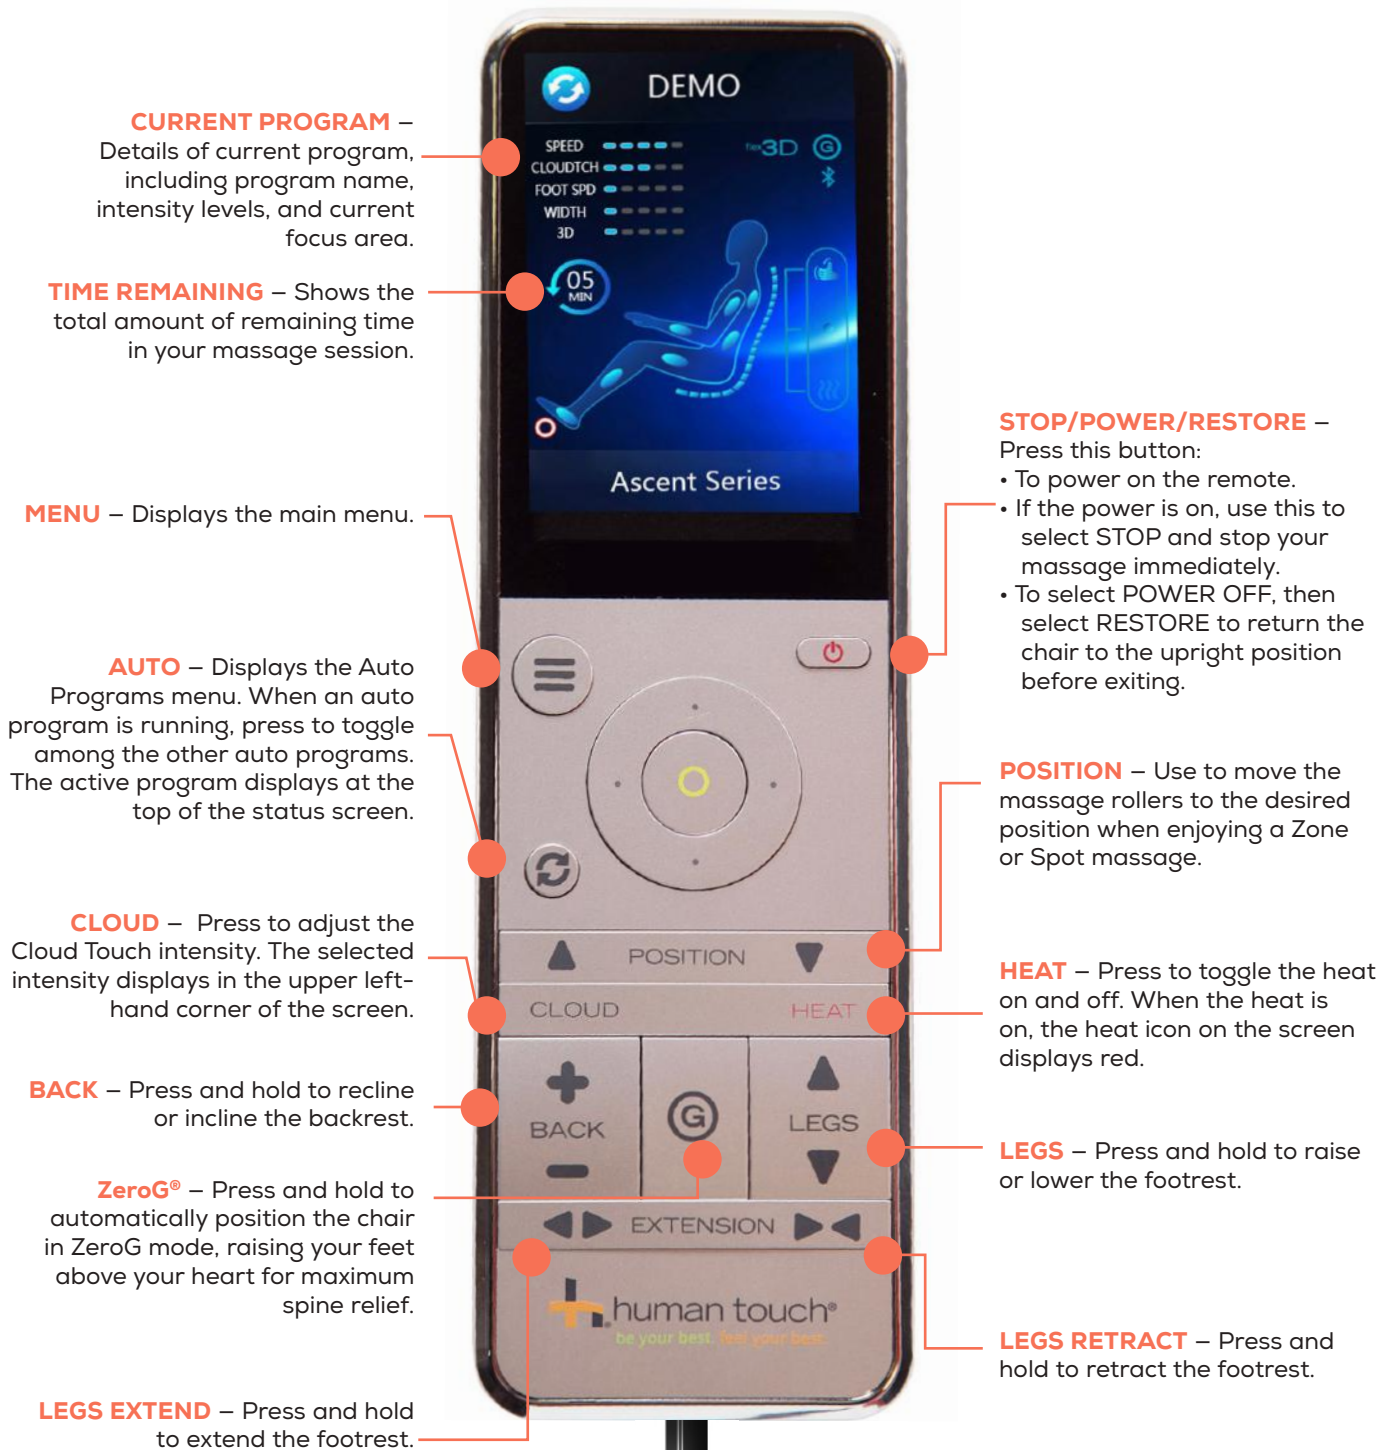 CURRENT PROGRAM –
Details of current program,
including program name,
intensity levels, and current
focus area.
TIME REMAINING – Shows the
total amount of remaining time
in your massage session.
MENU – Displays the main menu.
AUTO – Displays the Auto
Programs menu. When an auto
program is running, press to toggle
among the other auto programs.
The active program displays at the
top of the status screen.
CLOUD – Press to adjust the
Cloud Touch intensity. The selected
intensity displays in the upper left-
hand corner of the screen.
BACK – Press and hold to recline
or incline the backrest.
ZeroG® – Press and hold to
automatically position the chair
in ZeroG mode, raising your feet
above your heart for maximum
spine relief.
LEGS EXTEND – Press and hold
to extend the footrest.
DEMO
SPEED
CLOUDTCH
FOOT SPD
WIDTH
3D
flex3D G
05
MIN
Ascent Series
POSITION
CLOUD HEAT
BACK
G
LEGS
EXTENSION
human touch®
be your best. feel your best.
STOP/POWER/RESTORE –
Press this button:
• To power on the remote.
• If the power is on, use this to
select STOP and stop your
massage immediately.
• To select POWER OFF, then
select RESTORE to return the
chair to the upright position
before exiting.
POSITION – Use to move the
massage rollers to the desired
position when enjoying a Zone
or Spot massage.
HEAT – Press to toggle the heat
on and off. When the heat is
on, the heat icon on the screen
displays red.
LEGS – Press and hold to raise
or lower the footrest.
LEGS RETRACT – Press and
hold to retract the footrest.